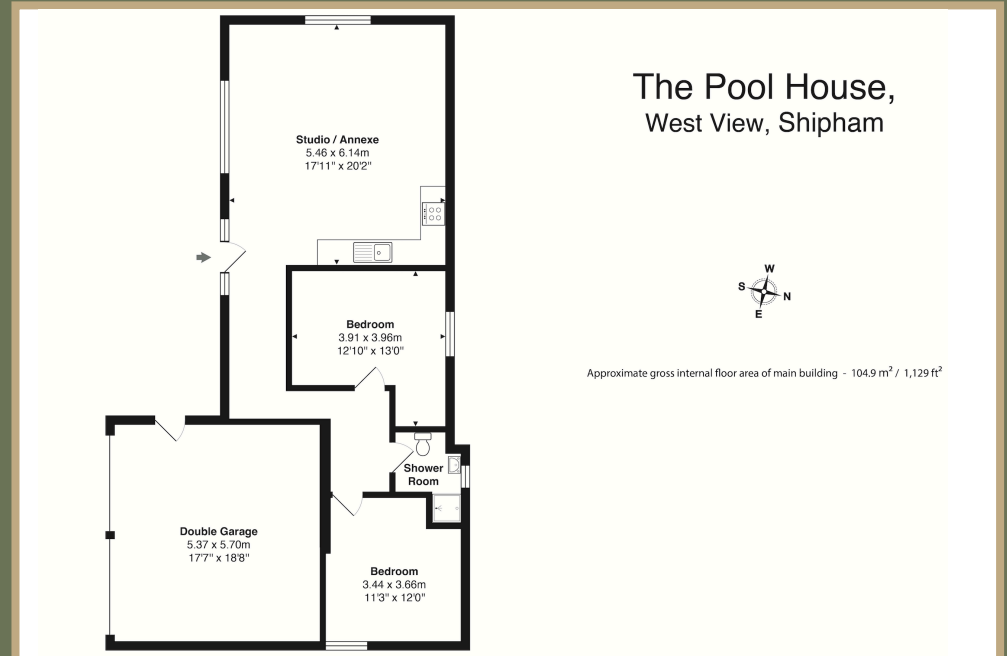 The Pool House,
West View, Shipham
Studio / Annexe
5.46 x 6.14m
17'11" x 20'2"
W
S
N
E
Bedroom
3.91 x 3.96m
12'10" x 13'0"
Approximate gross internal floor area of main building - 104.9 m² / 1,129 ft²
Shower
Room
Double Garage
5.37 x 5.70m
17'7" x 18'8"
Bedroom
3.44 x 3.66m
11'3" x 12'0"